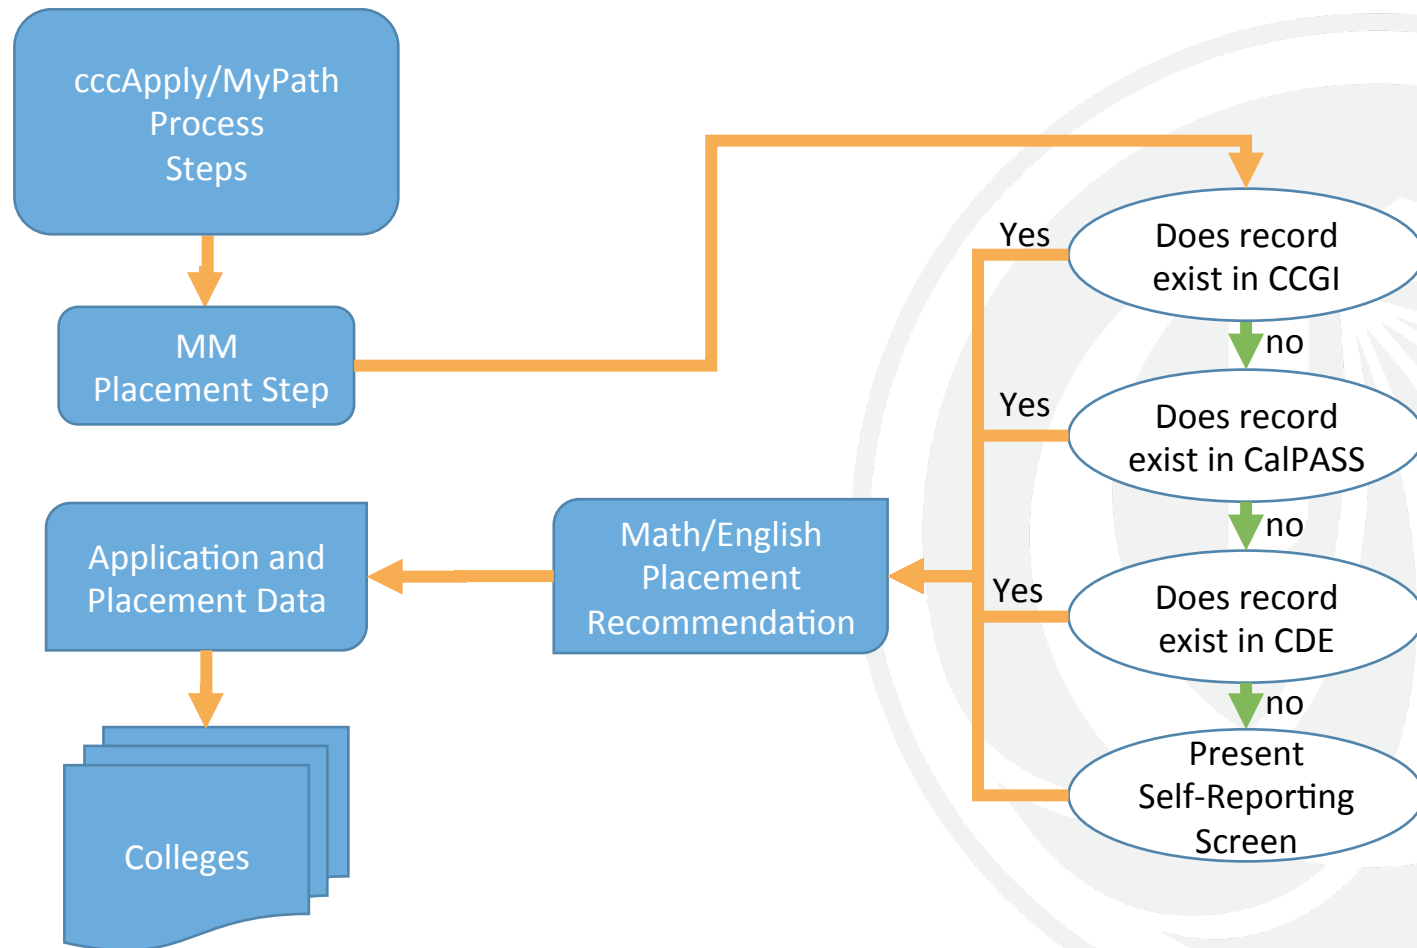 cccApply/MyPath
Process
Steps
MM
Placement Step
Yes
Does record
exist in CCGI
no
Yes
Does record
exist in CalPASS
no
Yes
Does record
exist in CDE
no
Present
Self-Reporting
Screen
Math/English
Placement
Recommendation
Application and
Placement Data
Colleges